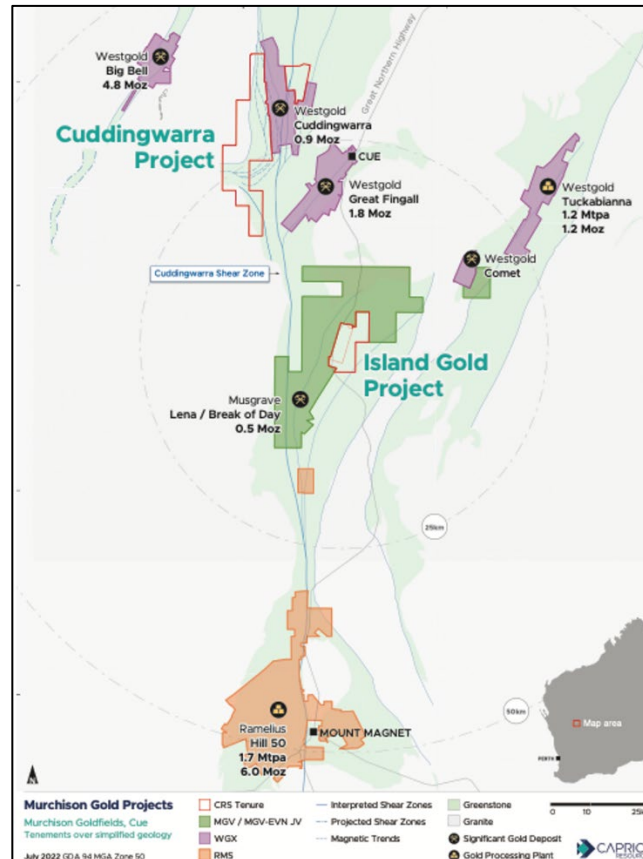 Westgold
Big Bell
4.8 Moz
Cuddingwarra
Project
Westgold
Cuddingwarra
0.9 Moz
Great Northern Highway
CUE
Westgold
Great Fingall
1.8 Moz
Westgold
Tuckabianna
1.2 Mtpa
1.2 Moz
Westgold
Comet
Cuddingwarra Shear Zone
Island Gold
Project
Musgrave
Lena / Break of Day
0.5 Moz
25km
50km
Ramelius
Hill 50
1.7 Mtpa
6.0 Moz
MOUNT MAGNET
Map area
PERTH
N
Murchison Gold Projects
Murchison Goldfields, Cue
Tenements over simplified geology
July 2022 GDA 94 MGA Zone 50
CRS Tenure
MGV / MGV-EVN JV
WGX
RMS
Interpreted Shear Zones
Projected Shear Zones
Magnetic Trends
Greenstone
Granite
Significant Gold Deposit
Gold Processing Plant
0 10